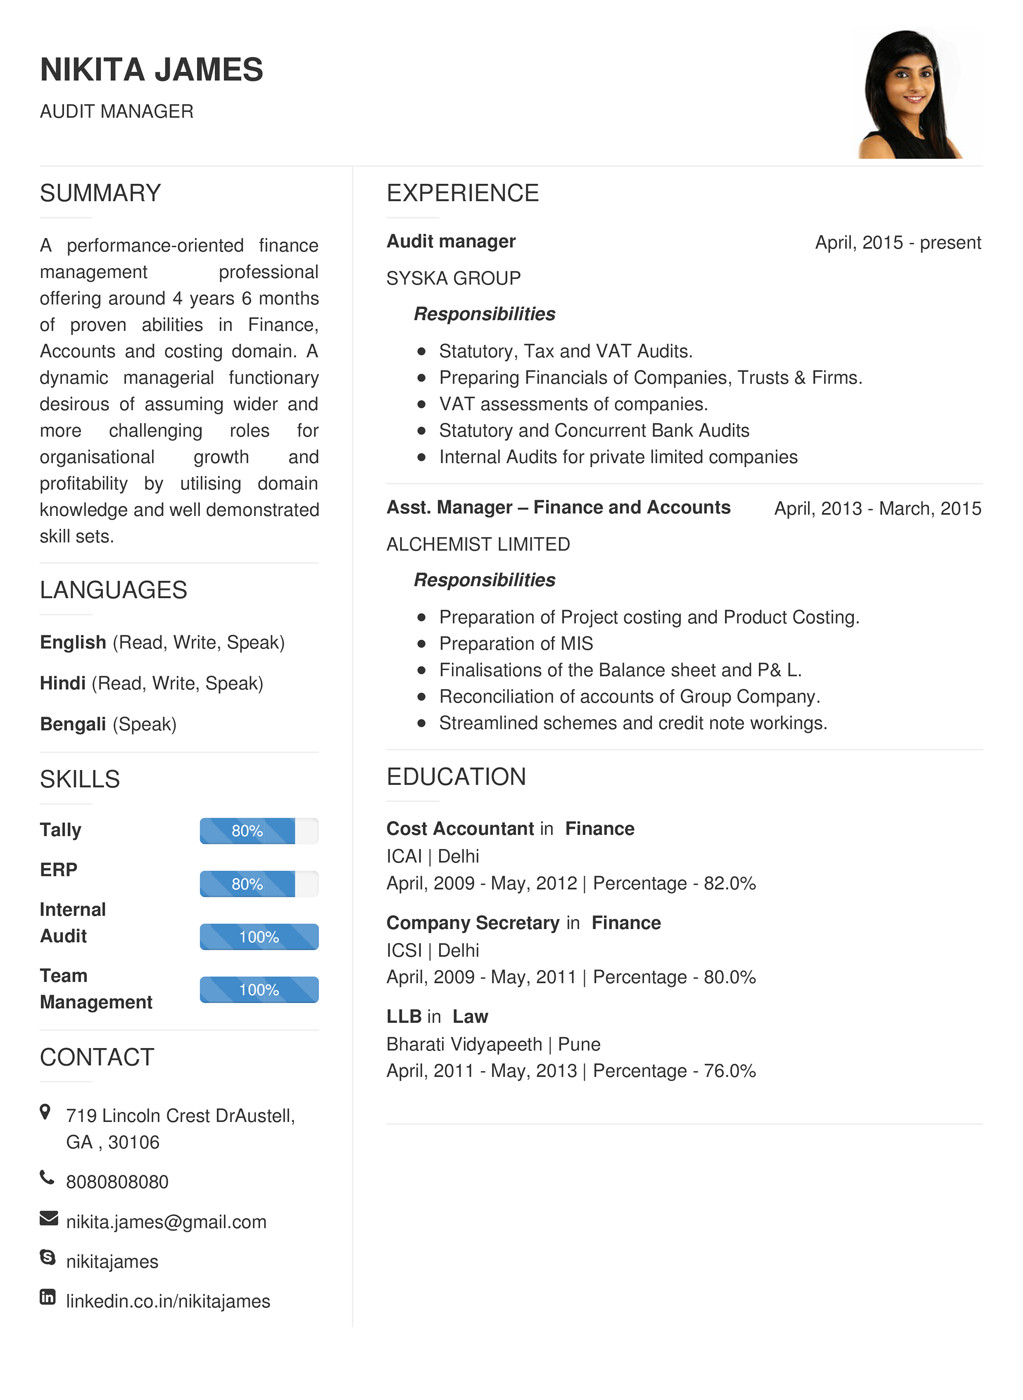 NIKITA JAMES
AUDIT MANAGER
SUMMARY
A performance-oriented finance
management professional
offering around 4 years 6 months
of proven abilities in Finance,
Accounts and costing domain. A
dynamic managerial functionary
desirous of assuming wider and
more challenging roles for
organisational growth and
profitability by utilising domain
knowledge and well demonstrated
skill sets.
LANGUAGES
English (Read, Write, Speak)
Hindi (Read, Write, Speak)
Bengali (Speak)
SKILLS
Tally 80%
ERP 80%
Internal
Audit 100%
Team
Management 100%
CONTACT
719 Lincoln Crest DrAustell,
GA , 30106
8080808080
nikita.james@gmail.com
nikitajames
linkedin.co.in/nikitajames
EXPERIENCE
Audit manager April, 2015 - present
SYSKA GROUP
Responsibilities
● Statutory, Tax and VAT Audits.
● Preparing Financials of Companies, Trusts & Firms.
● VAT assessments of companies.
● Statutory and Concurrent Bank Audits
● Internal Audits for private limited companies
Asst. Manager – Finance and Accounts April, 2013 - March, 2015
ALCHEMIST LIMITED
Responsibilities
● Preparation of Project costing and Product Costing.
● Preparation of MIS
● Finalisations of the Balance sheet and P& L.
● Reconciliation of accounts of Group Company.
● Streamlined schemes and credit note workings.
EDUCATION
Cost Accountant in Finance
ICAI | Delhi
April, 2009 - May, 2012 | Percentage - 82.0%
Company Secretary in Finance
ICSI | Delhi
April, 2009 - May, 2011 | Percentage - 80.0%
LLB in Law
Bharati Vidyapeeth | Pune
April, 2011 - May, 2013 | Percentage - 76.0%